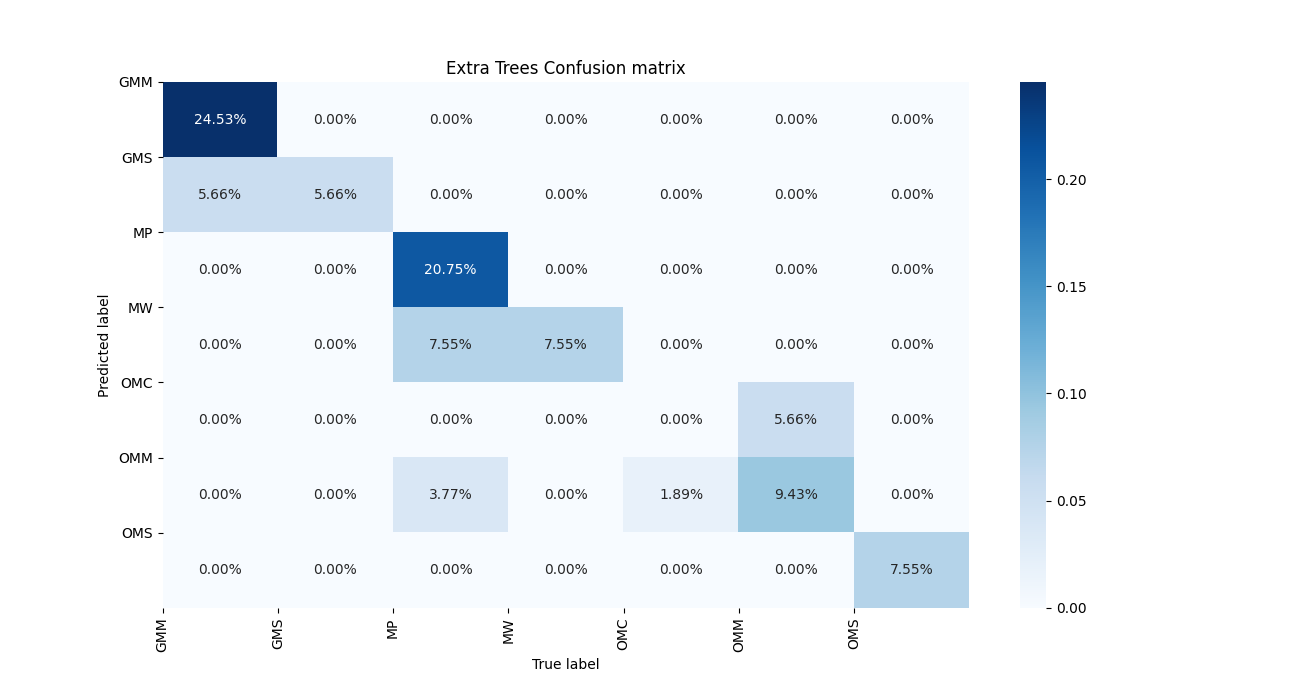 Extra Trees Confusion matrix
GMM
24.53% 0.00% 0.00% 0.00% 0.00% 0.00% 0.00%
GMS
5.66% 5.66% 0.00% 0.00% 0.00% 0.00% 0.00%
MP
0.00% 0.00% 20.75% 0.00% 0.00% 0.00% 0.00%
MW
0.00% 0.00% 7.55% 7.55% 0.00% 0.00% 0.00%
OMC
0.00% 0.00% 0.00% 0.00% 0.00% 5.66% 0.00%
OMM
0.00% 0.00% 3.77% 0.00% 1.89% 9.43% 0.00%
OMS
0.00% 0.00% 0.00% 0.00% 0.00% 0.00% 7.55%
Predicted label
GMM GMS MP MW OMC OMM OMS
True label
0.20
0.15
0.10
0.05
0.00